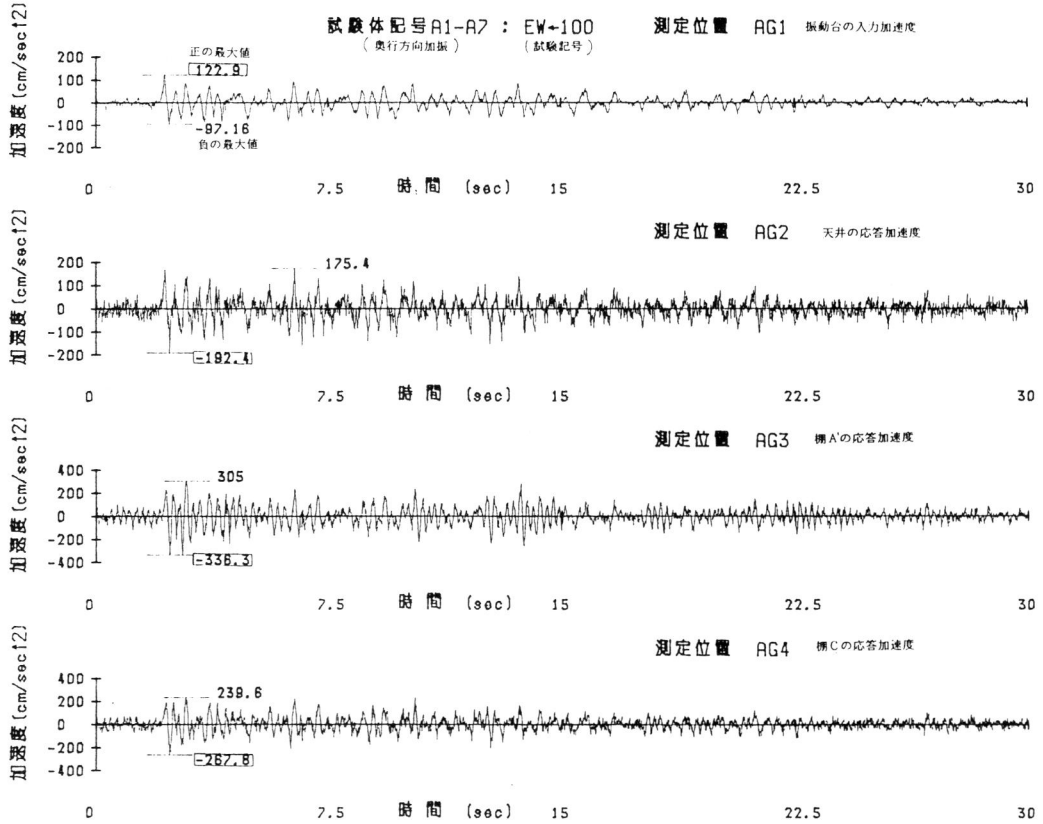 試験体記号A1-A7 : EW←100 測定位置 AG1 振動台の入力加速度
(奥行方向加振) (試験記号)
加速度(cm/sec↑2)
正の最大値
200
122.9
100
0
-100
-97.16
負の最大値
-200
0 7.5 時間 (sec) 15 22.5 30
測定位置 AG2 天井の応答加速度
加速度(cm/sec↑2)
200
175.4
100
0
-100
-200
-192.4
0 7.5 時間 (sec) 15 22.5 30
測定位置 AG3 棚A'の応答加速度
加速度(cm/sec↑2)
400
305
200
0
-200
-336.3
-400
0 7.5 時間 (sec) 15 22.5 30
測定位置 AG4 棚Cの応答加速度
加速度(cm/sec↑2)
400
239.6
200
0
-200
-267.8
-400
0 7.5 時間 (sec) 15 22.5 30